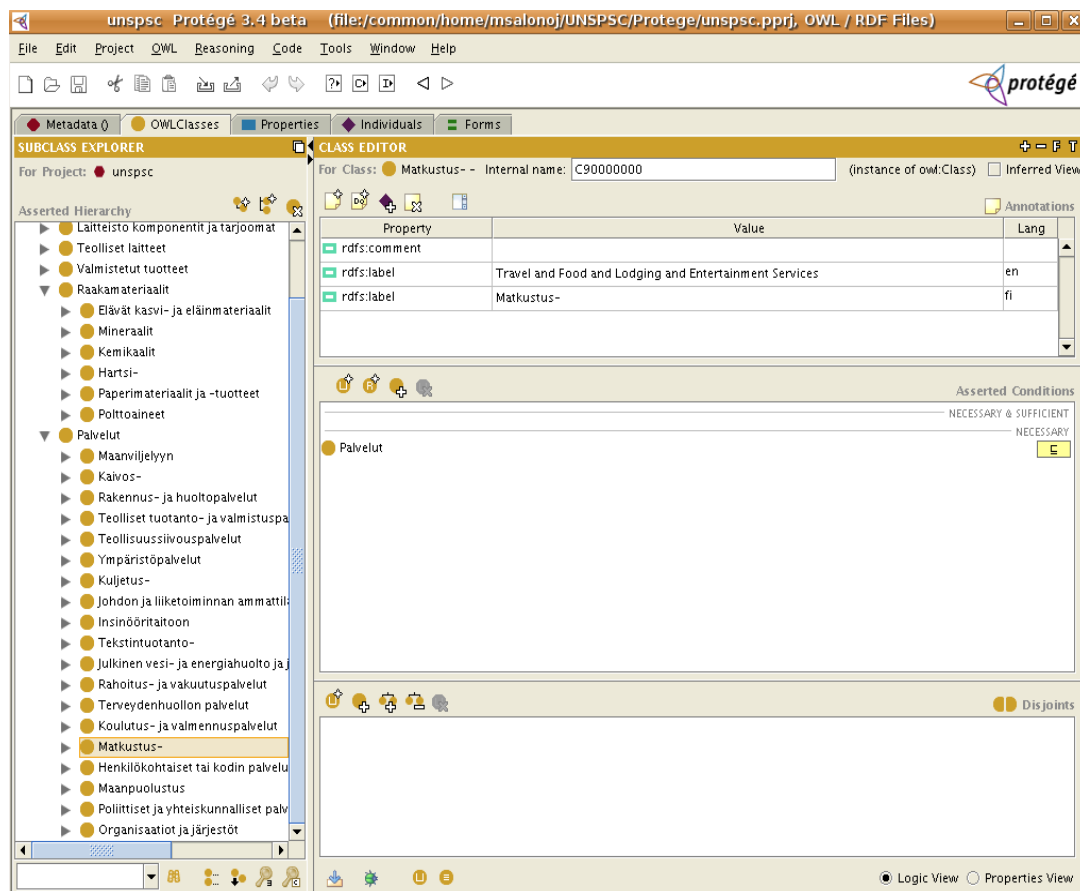 unspsc Protégé 3.4 beta (file:/common/home/msalonoj/UNSPSC/Protege/unspsc.pprj, OWL / RDF Files)
File Edit Project OWL Reasoning Code Tools Window Help
protégé
Metadata () OWLClasses Properties Individuals Forms
SUBCLASS EXPLORER
For Project: unspsc
Asserted Hierarchy
Laitteisto komponentit ja tarjoomat
Teolliset laitteet
Valmistetut tuotteet
Raakamateriaalit
Elävät kasvi- ja eläinmateriaalit
Mineraalit
Kemikaalit
Hartsi-
Paperimateriaalit ja -tuotteet
Polttoaineet
Palvelut
Maanviljelyyn
Kaivos-
Rakennus- ja huoltopalvelut
Teolliset tuotanto- ja valmistuspa
Teollisuussiivouspalvelut
Ympäristöpalvelut
Kuljetus-
Johdon ja liiketoiminnan ammattil
Insinööritaitoon
Tekstintuotanto-
Julkinen vesi- ja energiahuolto ja j
Rahoitus- ja vakuutuspalvelut
Terveydenhuollon palvelut
Koulutus- ja valmennuspalvelut
Matkustus-
Henkilökohtaiset tai kodin palvelu
Maanpuolustus
Poliittiset ja yhteiskunnalliset palv
Organisaatiot ja järjestöt
CLASS EDITOR
For Class: Matkustus- - Internal name: C90000000 (instance of owl:Class) Inferred View
Annotations
Property Value Lang
rdfs:comment
rdfs:label Travel and Food and Lodging and Entertainment Services en
rdfs:label Matkustus- fi
Asserted Conditions
NECESSARY & SUFFICIENT
NECESSARY
Palvelut ⊑
Disjoints
Logic View Properties View